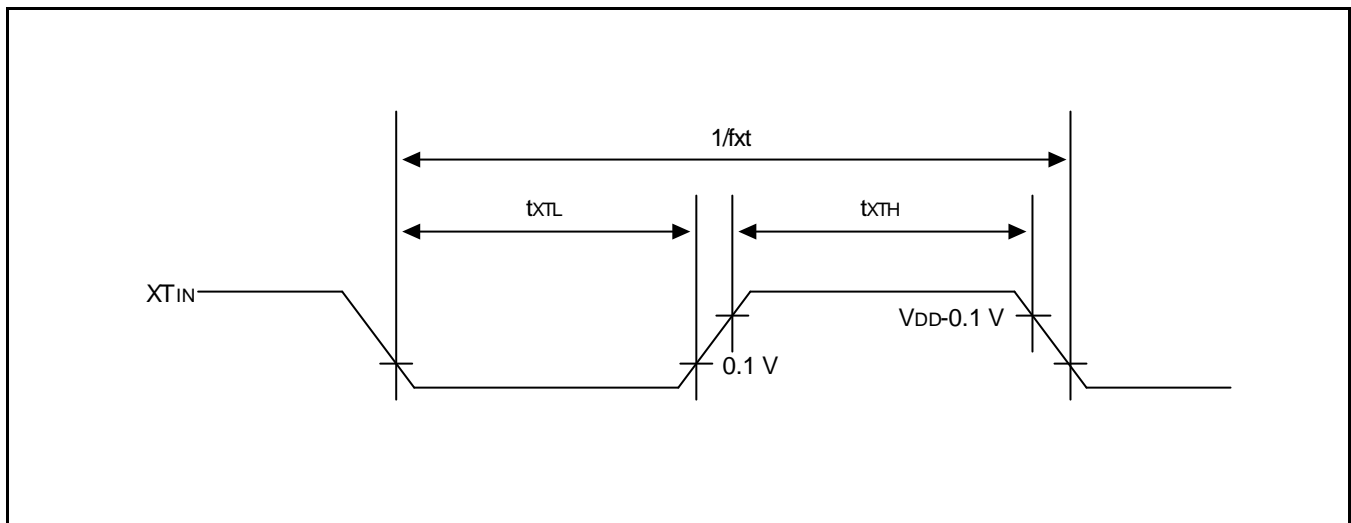 1/fxt
tXTL
tXTH
XTIN
VDD-0.1 V
0.1 V